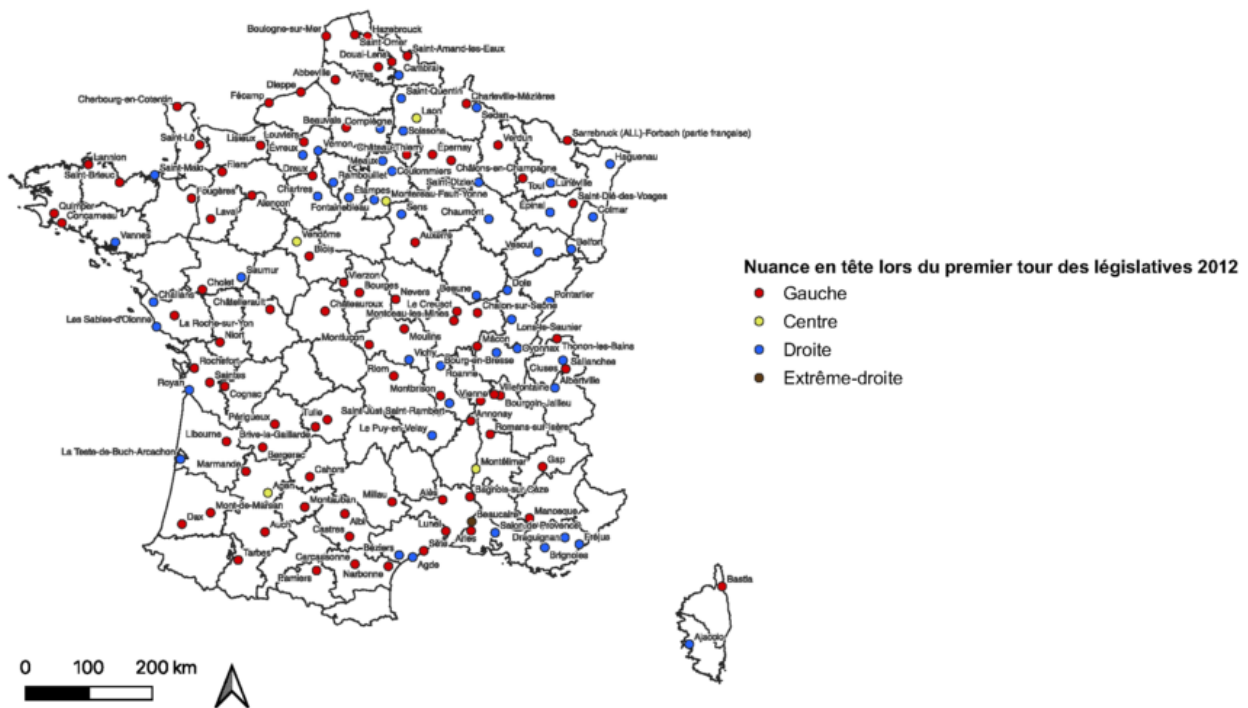 Boulogne-sur-Mer
Hazebrouck
Saint-Omer
Douai-Lens
Saint-Amand-les-Eaux
Arras
Cambrai
Abbeville
Dieppe
Fécamp
Saint-Quentin
Charleville-Mézières
Sedan
Laon
Cherbourg-en-Cotentin
Beauvais
Compiègne
Soissons
Saint-Lô
Lisieux
Louviers
Évreux
Vernon
Château-Thierry
Épernay
Verdun
Sarrebruck (ALL)-Forbach (partie française)
Haguenau
Lannion
Saint-Brieuc
Saint-Malo
Flers
Dreux
Meaux
Coulommiers
Châlons-en-Champagne
Rambouillet
Saint-Dizier
Toul
Lunéville
Quimper
Concarneau
Fougères
Alençon
Chartres
Étampes
Montereau-Fault-Yonne
Fontainebleau
Saint-Dié-des-Vosges
Laval
Sens
Chaumont
Épinal
Colmar
Vannes
Vendôme
Blois
Auxerre
Vesoul
Belfort
Saumur
Cholet
Vierzon
Bourges
Nevers
Beaune
Dole
Pontarlier
Challans
Châtellerault
Châteauroux
Le Creusot
Chalon-sur-Saône
Montceau-les-Mines
Les Sables-d'Olonne
La Roche-sur-Yon
Niort
Moulins
Lons-le-Saunier
Montluçon
Mâcon
Oyonnax
Thonon-les-Bains
Vichy
Bourg-en-Bresse
Roanne
Sallanches
Cluses
Rochefort
Saintes
Cognac
Royan
Riom
Montbrison
Vienne
Villefontaine
Bourgoin-Jailleu
Albertville
Périgueux
Tulle
Saint-Just-Saint-Rambert
Annonay
Libourne
Brive-la-Gaillarde
Le Puy-en-Velay
Romans-sur-Isère
La Teste-de-Buch-Arcachon
Bergerac
Marmande
Cahors
Montélimar
Gap
Agen
Mont-de-Marsan
Montauban
Millau
Alès
Bagnols-sur-Cèze
Dax
Auch
Albi
Castres
Lunel
Beaucaire
Arles
Manosque
Salon-de-Provence
Draguignan
Fréjus
Brignoles
Tarbes
Carcassonne
Béziers
Sète
Agde
Pamiers
Narbonne
Bastia
Ajaccio
Nuance en tête lors du premier tour des législatives 2012
Gauche
Centre
Droite
Extrême-droite
0 100 200 km